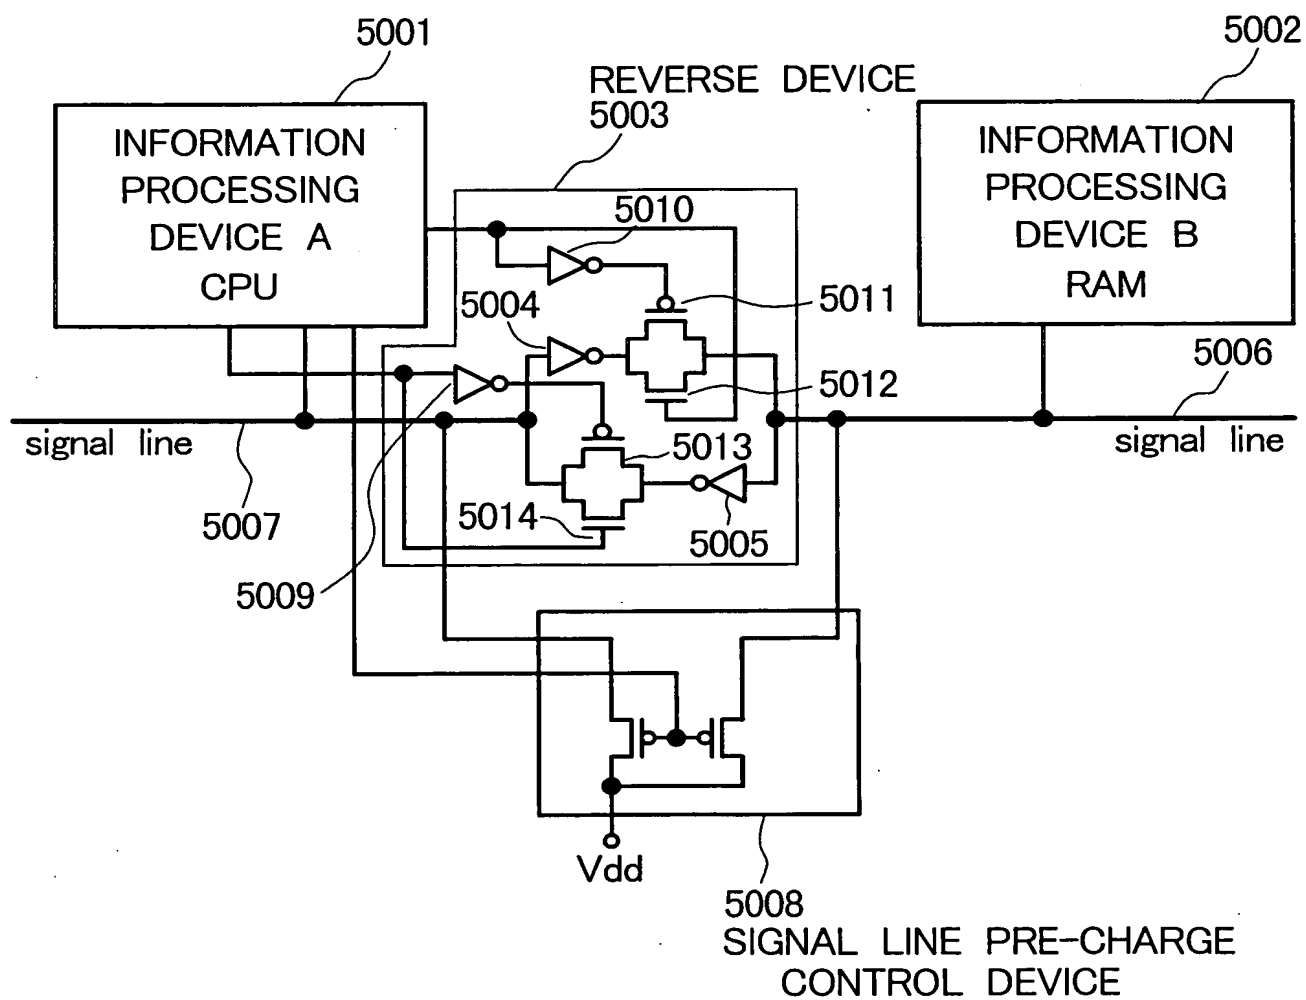 5001
5002
REVERSE DEVICE
5003
INFORMATION
PROCESSING
DEVICE A
CPU
INFORMATION
PROCESSING
DEVICE B
RAM
5010
5011
5004
5012
5006
signal line
signal line
5013
5007
5014
5005
5009
Vdd
5008
SIGNAL LINE PRE-CHARGE
CONTROL DEVICE